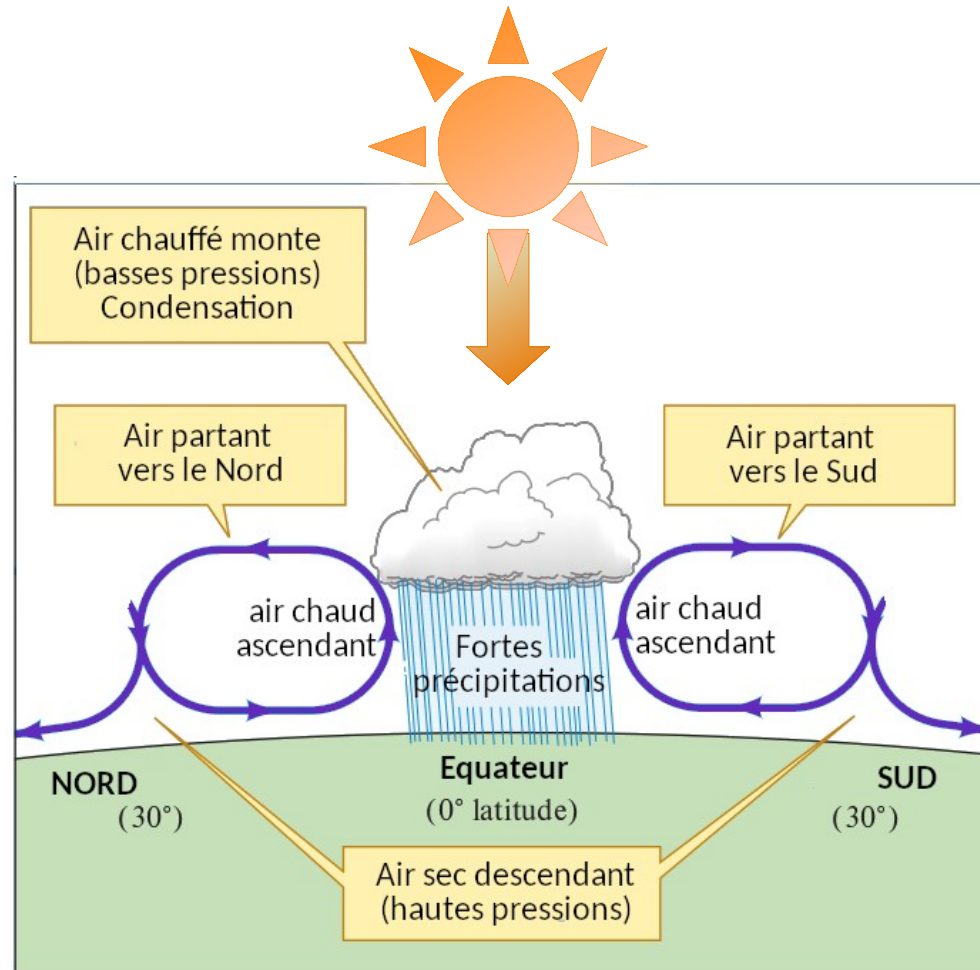 Air chauffé monte
(basses pressions)
Condensation
Air partant
vers le Nord
Air partant
vers le Sud
air chaud
ascendant
air chaud
ascendant
Fortes
précipitations
NORD
(30°)
Equateur
(0° latitude)
SUD
(30°)
Air sec descendant
(hautes pressions)